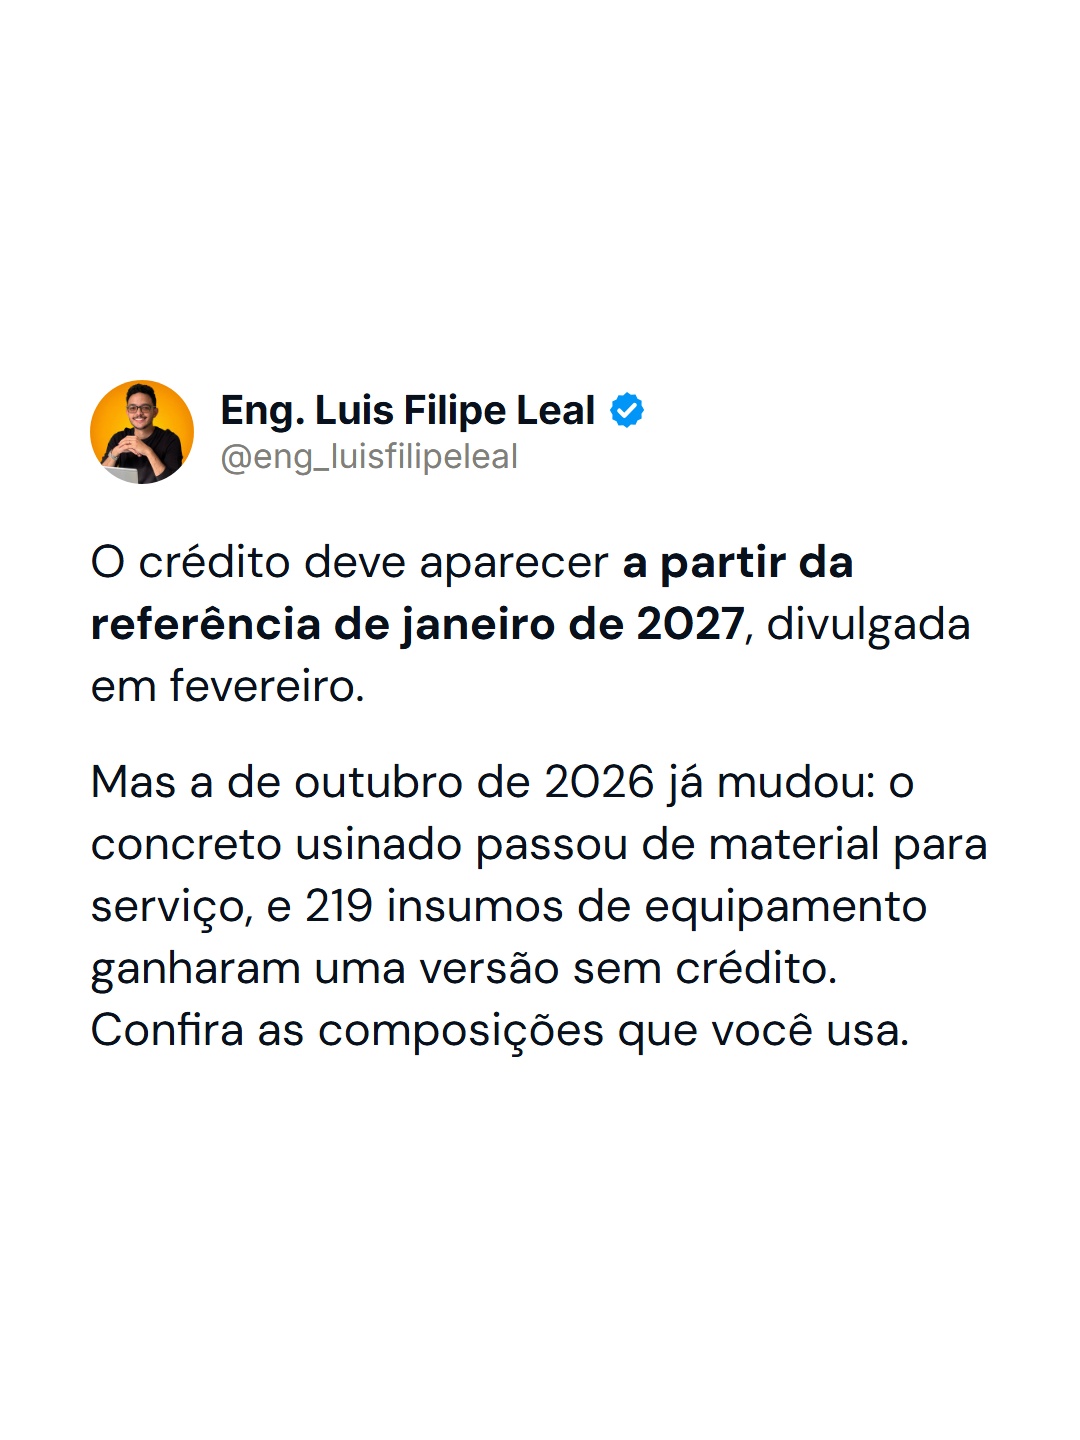 Eng. Luis Filipe Leal
@eng_luisfilipeleal
O crédito deve aparecer a partir da
referência de janeiro de 2027, divulgada
em fevereiro.
Mas a de outubro de 2026 já mudou: o
concreto usinado passou de material para
serviço, e 219 insumos de equipamento
ganharam uma versão sem crédito.
Confira as composições que você usa.